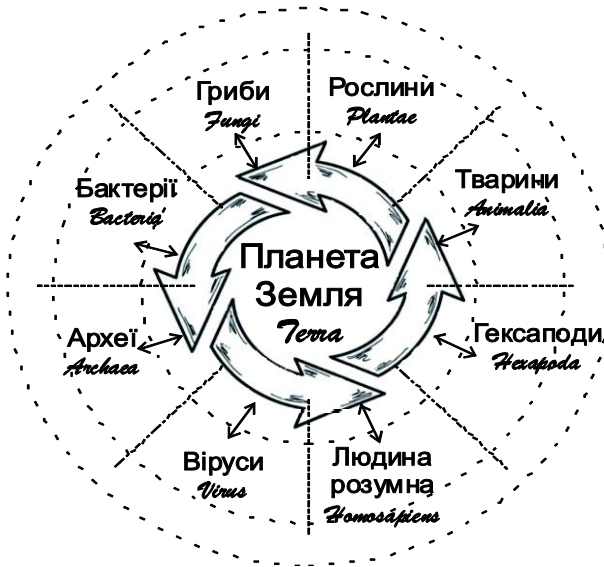 Гриби
Fungi
Рослини
Plantae
Бактерії
Bacteria
Тварини
Animalia
Планета
Земля
Terra
Археї
Archaea
Гексаподи
Hexapoda
Віруси
Virus
Людина
розумна
Homosápiens